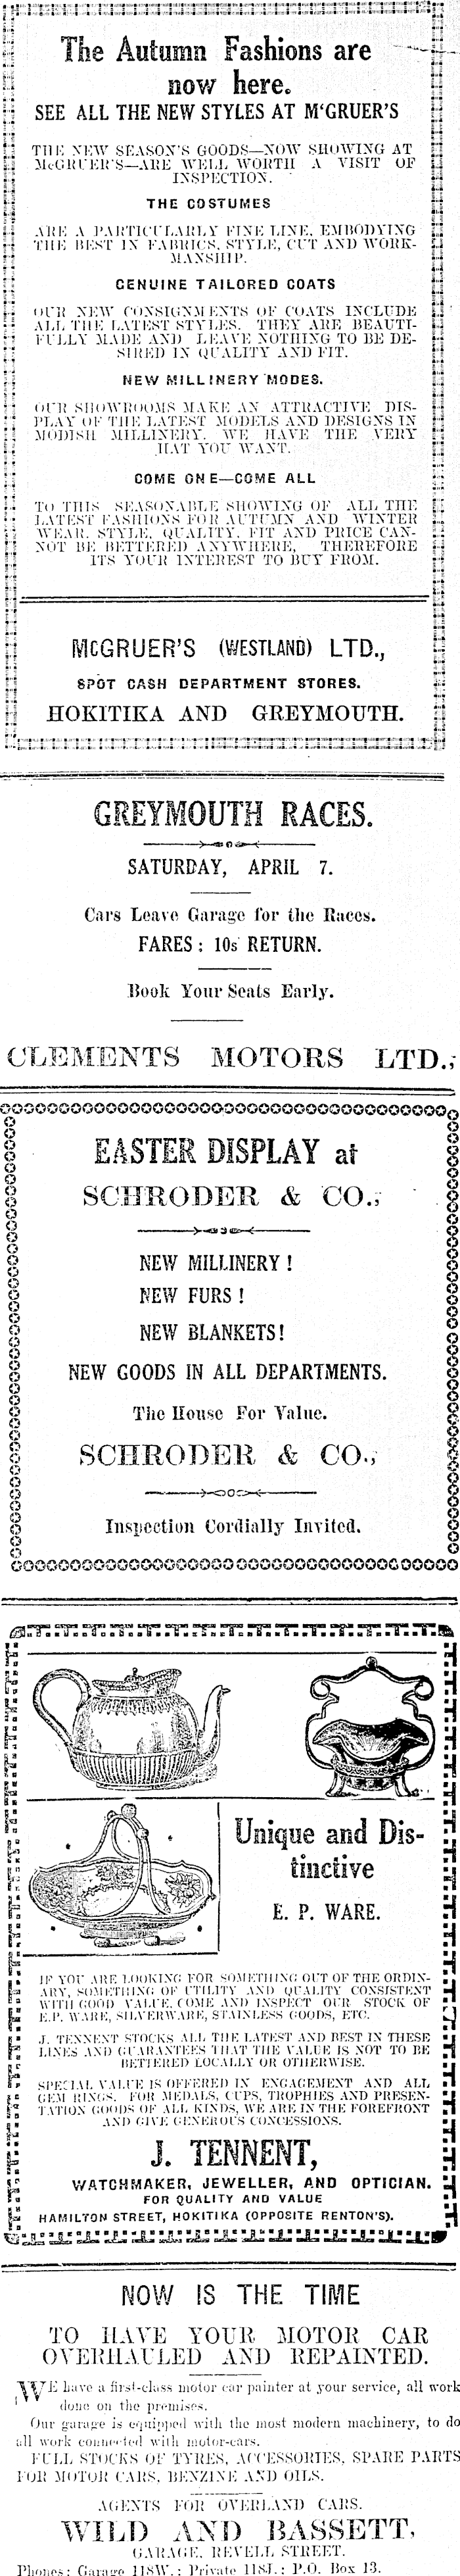 The Autumn Fashions are
now here.
SEE ALL THE NEW STYLES AT M'GRUER'S
THE NEW SEASON'S GOODS—NOW SHOWING AT
McGRUER'S—ARE WELL WORTH A VISIT OF
INSPECTION.
THE COSTUMES
ARE A PARTICULARLY FINE LINE, EMBODYING
THE BEST IN FABRICS, STYLE, CUT AND WORK-
MANSHIP.
GENUINE TAILORED COATS
OUR NEW CONSIGNMENTS OF COATS INCLUDE
ALL THE LATEST STYLES. THEY ARE BEAUTI-
FULLY MADE AND LEAVE NOTHING TO BE DE-
SIRED IN QUALITY AND FIT.
NEW MILLINERY MODES.
OUR SHOWROOMS MAKE AN ATTRACTIVE DIS-
PLAY OF THE LATEST MODELS AND DESIGNS IN
MODISH MILLINERY. WE HAVE THE VERY
HAT YOU WANT.
COME ONE—COME ALL
TO THIS SEASONABLE SHOWING OF ALL THE
LATEST FASHIONS FOR AUTUMN AND WINTER
WEAR. STYLE, QUALITY, FIT AND PRICE CAN-
NOT BE BETTERED ANYWHERE, THEREFORE
ITS YOUR INTEREST TO BUY FROM.
McGRUER'S (WESTLAND) LTD.,
SPOT CASH DEPARTMENT STORES.
HOKITIKA AND GREYMOUTH.
GREYMOUTH RACES.
SATURDAY, APRIL 7.
Cars Leave Garage for the Races.
FARES: 10s RETURN.
Book Your Seats Early.
CLEMENTS MOTORS LTD.,
EASTER DISPLAY at
SCHRODER & CO.,
NEW MILLINERY!
NEW FURS!
NEW BLANKETS!
NEW GOODS IN ALL DEPARTMENTS.
The House For Value.
SCHRODER & CO.,
Inspection Cordially Invited.
Unique and Dis-
tinctive
E. P. WARE.
IF YOU ARE LOOKING FOR SOMETHING OUT OF THE ORDIN-
ARY, SOMETHING OF UTILITY AND QUALITY CONSISTENT
WITH GOOD VALUE, COME AND INSPECT OUR STOCK OF
E.P. WARE, SILVERWARE, STAINLESS GOODS, ETC.
J. TENNENT STOCKS ALL THE LATEST AND BEST IN THESE
LINES AND GUARANTEES THAT THE VALUE IS NOT TO BE
BETTERED LOCALLY OR OTHERWISE.
SPECIAL VALUE IS OFFERED IN ENGAGEMENT AND ALL
GEM RINGS. FOR MEDALS, CUPS, TROPHIES AND PRESEN-
TATION GOODS OF ALL KINDS, WE ARE IN THE FOREFRONT
AND GIVE GENEROUS CONCESSIONS.
J. TENNENT,
WATCHMAKER, JEWELLER, AND OPTICIAN.
FOR QUALITY AND VALUE
HAMILTON STREET, HOKITIKA (OPPOSITE RENTON'S).
NOW IS THE TIME
TO HAVE YOUR MOTOR CAR
OVERHAULED AND REPAINTED.
WE have a first-class motor car painter at your service, all work
done on the premises.
Our garage is equipped with the most modern machinery, to do
all work connected with motor-cars.
FULL STOCKS OF TYRES, ACCESSORIES, SPARE PARTS
FOR MOTOR CARS, BENZINE AND OILS.
AGENTS FOR OVERLAND CARS.
WILD AND BASSETT,
GARAGE, REVELL STREET.
Phones: Garage 118W.; Private 118J.; P.O. Box 13.